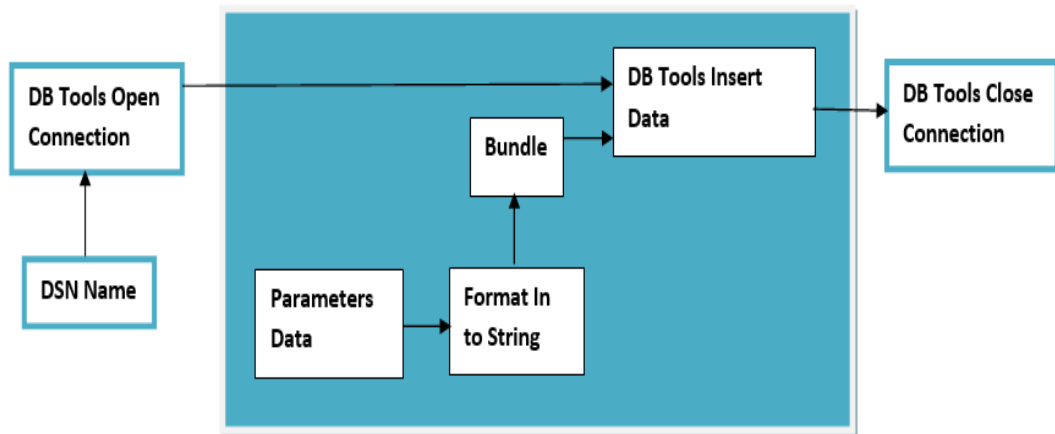 DB Tools Open
Connection
DSN Name
Parameters
Data
Format In
to String
Bundle
DB Tools Insert
Data
DB Tools Close
Connection